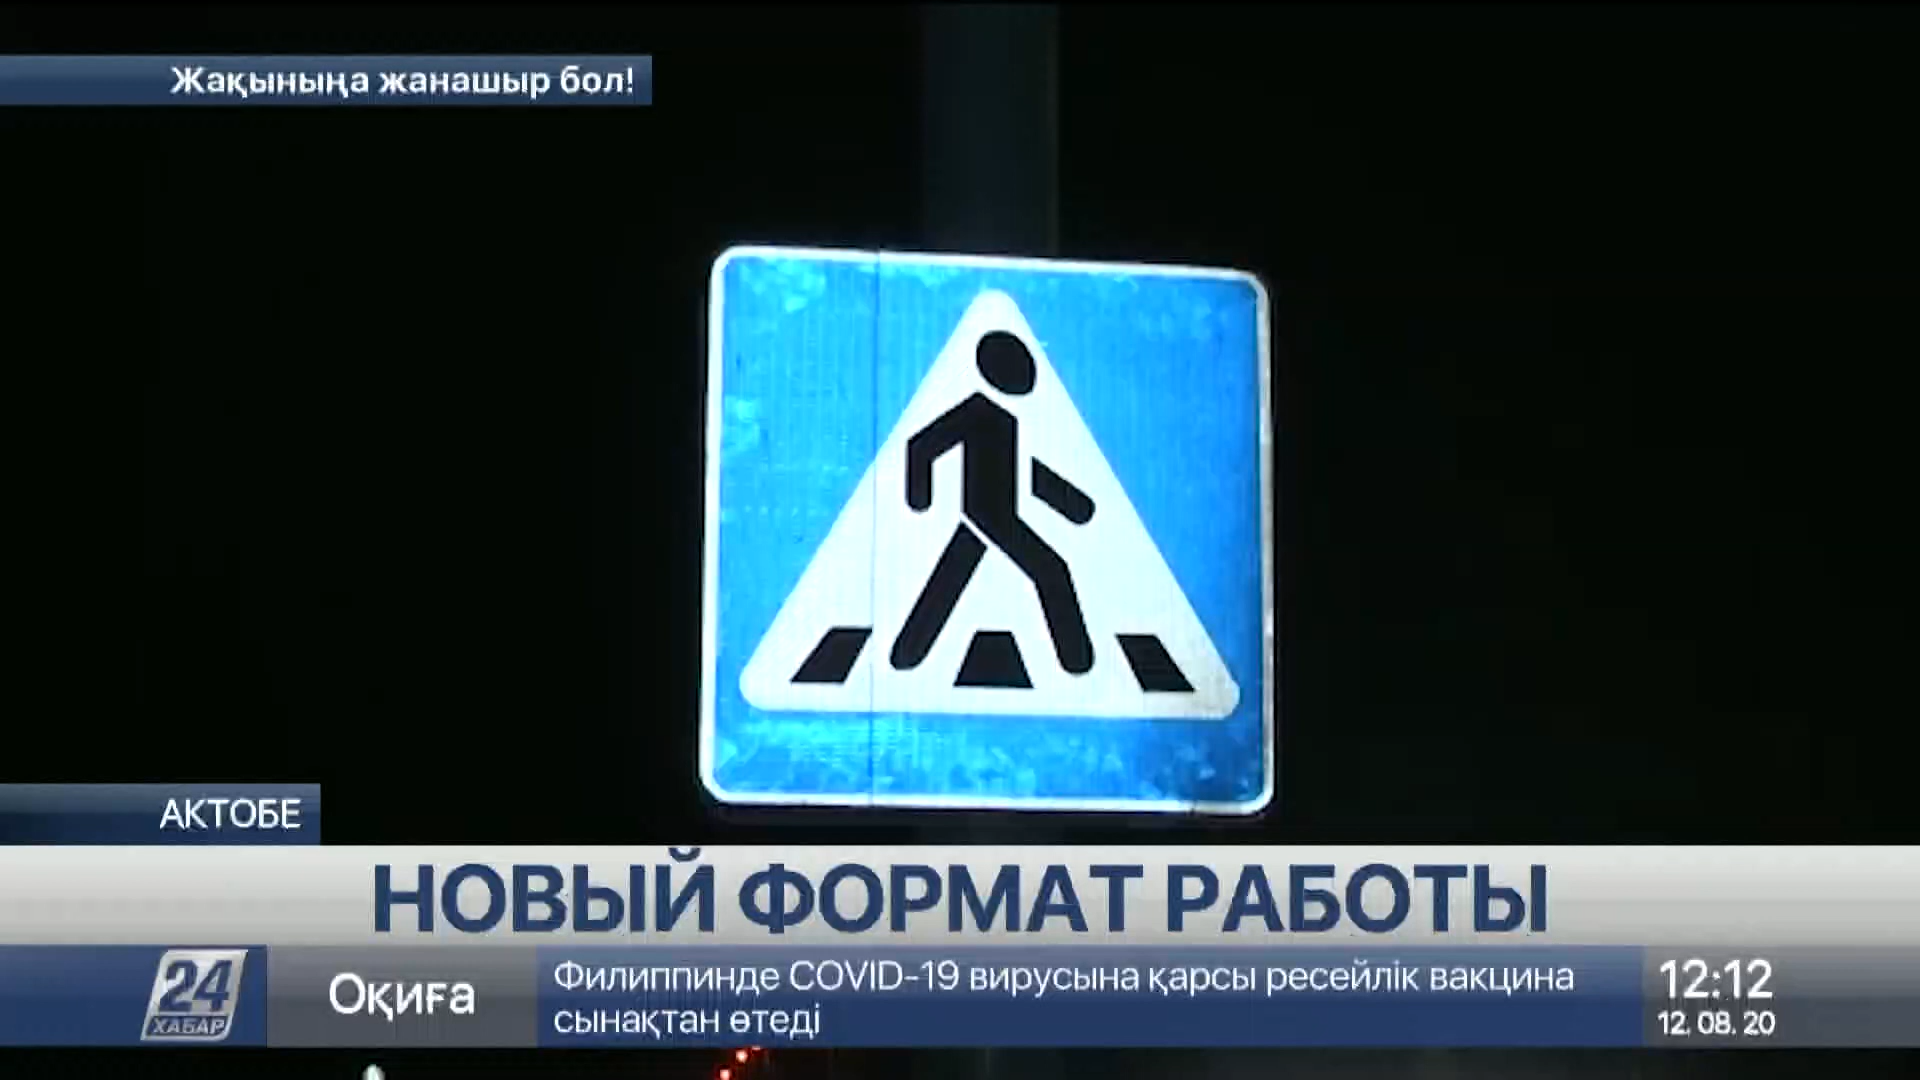 Жақыныңа жанашыр бол!
АКТОБЕ
НОВЫЙ ФОРМАТ РАБОТЫ
24
ХАБАР
Оқиға
Филиппинде COVID-19 вирусына қарсы ресейлік вакцина
сынақтан өтеді
12:12
12. 08. 20